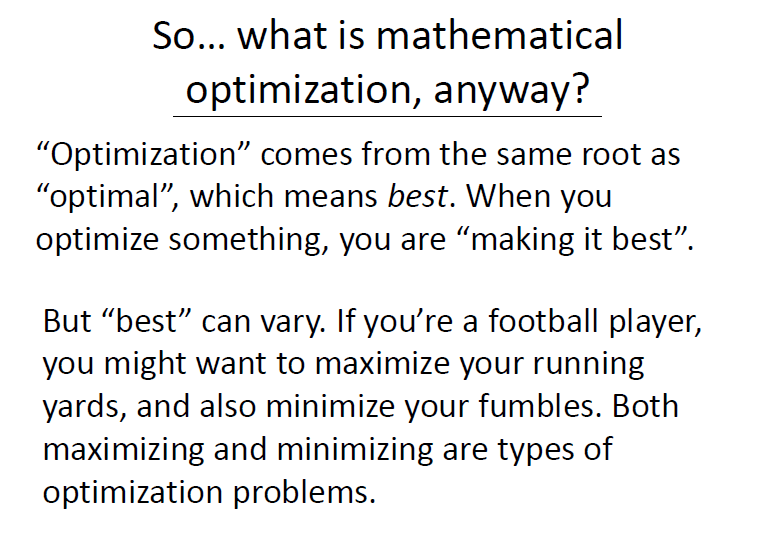 So… what is mathematical
optimization, anyway?
“Optimization” comes from the same root as
“optimal”, which means best. When you
optimize something, you are “making it best”.
But “best” can vary. If you’re a football player,
you might want to maximize your running
yards, and also minimize your fumbles. Both
maximizing and minimizing are types of
optimization problems.